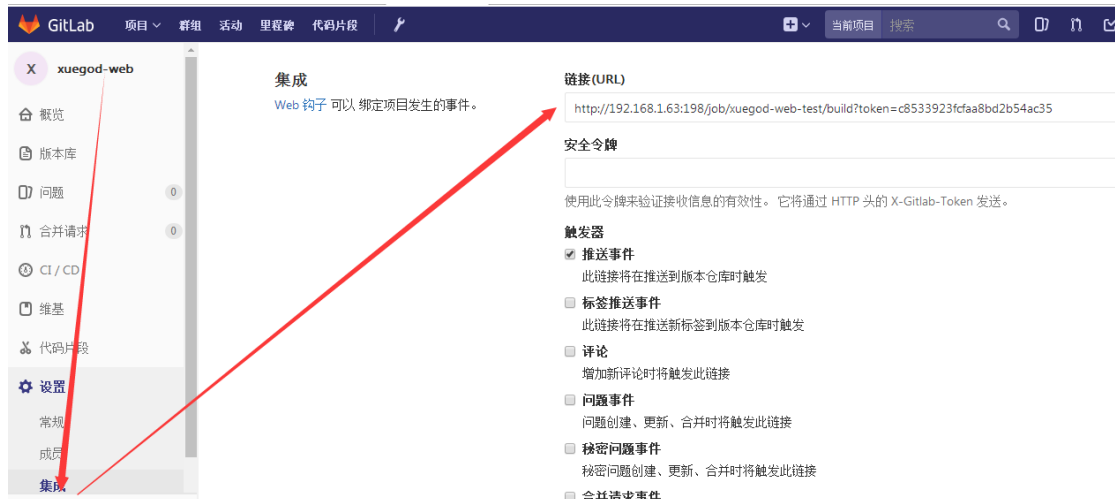 GitLab 项目 群组 活动 里程碑 代码片段 当前项目 搜索
X xuegod-web
概览
版本库
问题 0
合并请求 0
CI / CD
维基
代码片段
设置
常规
成员
集成
集成
Web 钩子 可以 绑定项目发生的事件。
链接(URL)
http://192.168.1.63:198/job/xuegod-web-test/build?token=c8533923fcfaa8bd2b54ac35
安全令牌
使用此令牌来验证接收信息的有效性。 它将通过 HTTP 头的 X-Gitlab-Token 发送。
触发器
推送事件
此链接将在推送到版本仓库时触发
标签推送事件
此链接将在推送新标签到版本仓库时触发
评论
增加新评论时将触发此链接
问题事件
问题创建、更新、合并时将触发此链接
秘密问题事件
秘密问题创建、更新、合并时将触发此链接
合并请求事件